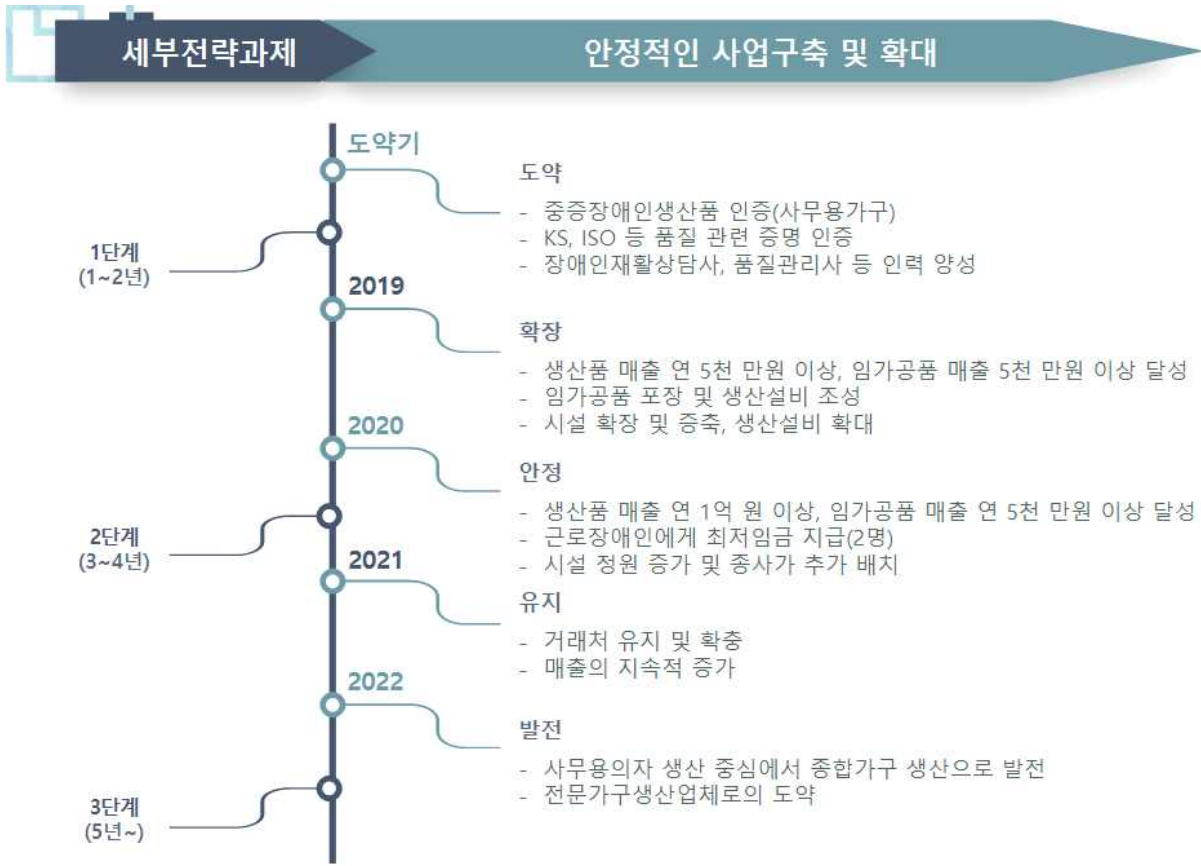 세부전략과제
안정적인 사업구축 및 확대
도약기
도약
- 중증장애인생산품 인증(사무용가구)
- KS, ISO 등 품질 관련 증명 인증
- 장애인재활상담사, 품질관리사 등 인력 양성
1단계
(1~2년)
2019
확장
- 생산품 매출 연 5천 만원 이상, 임가공품 매출 5천 만원 이상 달성
- 임가공품 포장 및 생산설비 조성
- 시설 확장 및 증축, 생산설비 확대
2020
안정
- 생산품 매출 연 1억 원 이상, 임가공품 매출 연 5천 만원 이상 달성
- 근로장애인에게 최저임금 지급(2명)
- 시설 정원 증가 및 종사가 추가 배치
2단계
(3~4년)
2021
유지
- 거래처 유지 및 확충
- 매출의 지속적 증가
2022
발전
- 사무용의자 생산 중심에서 종합가구 생산으로 발전
- 전문가구생산업체로의 도약
3단계
(5년~)